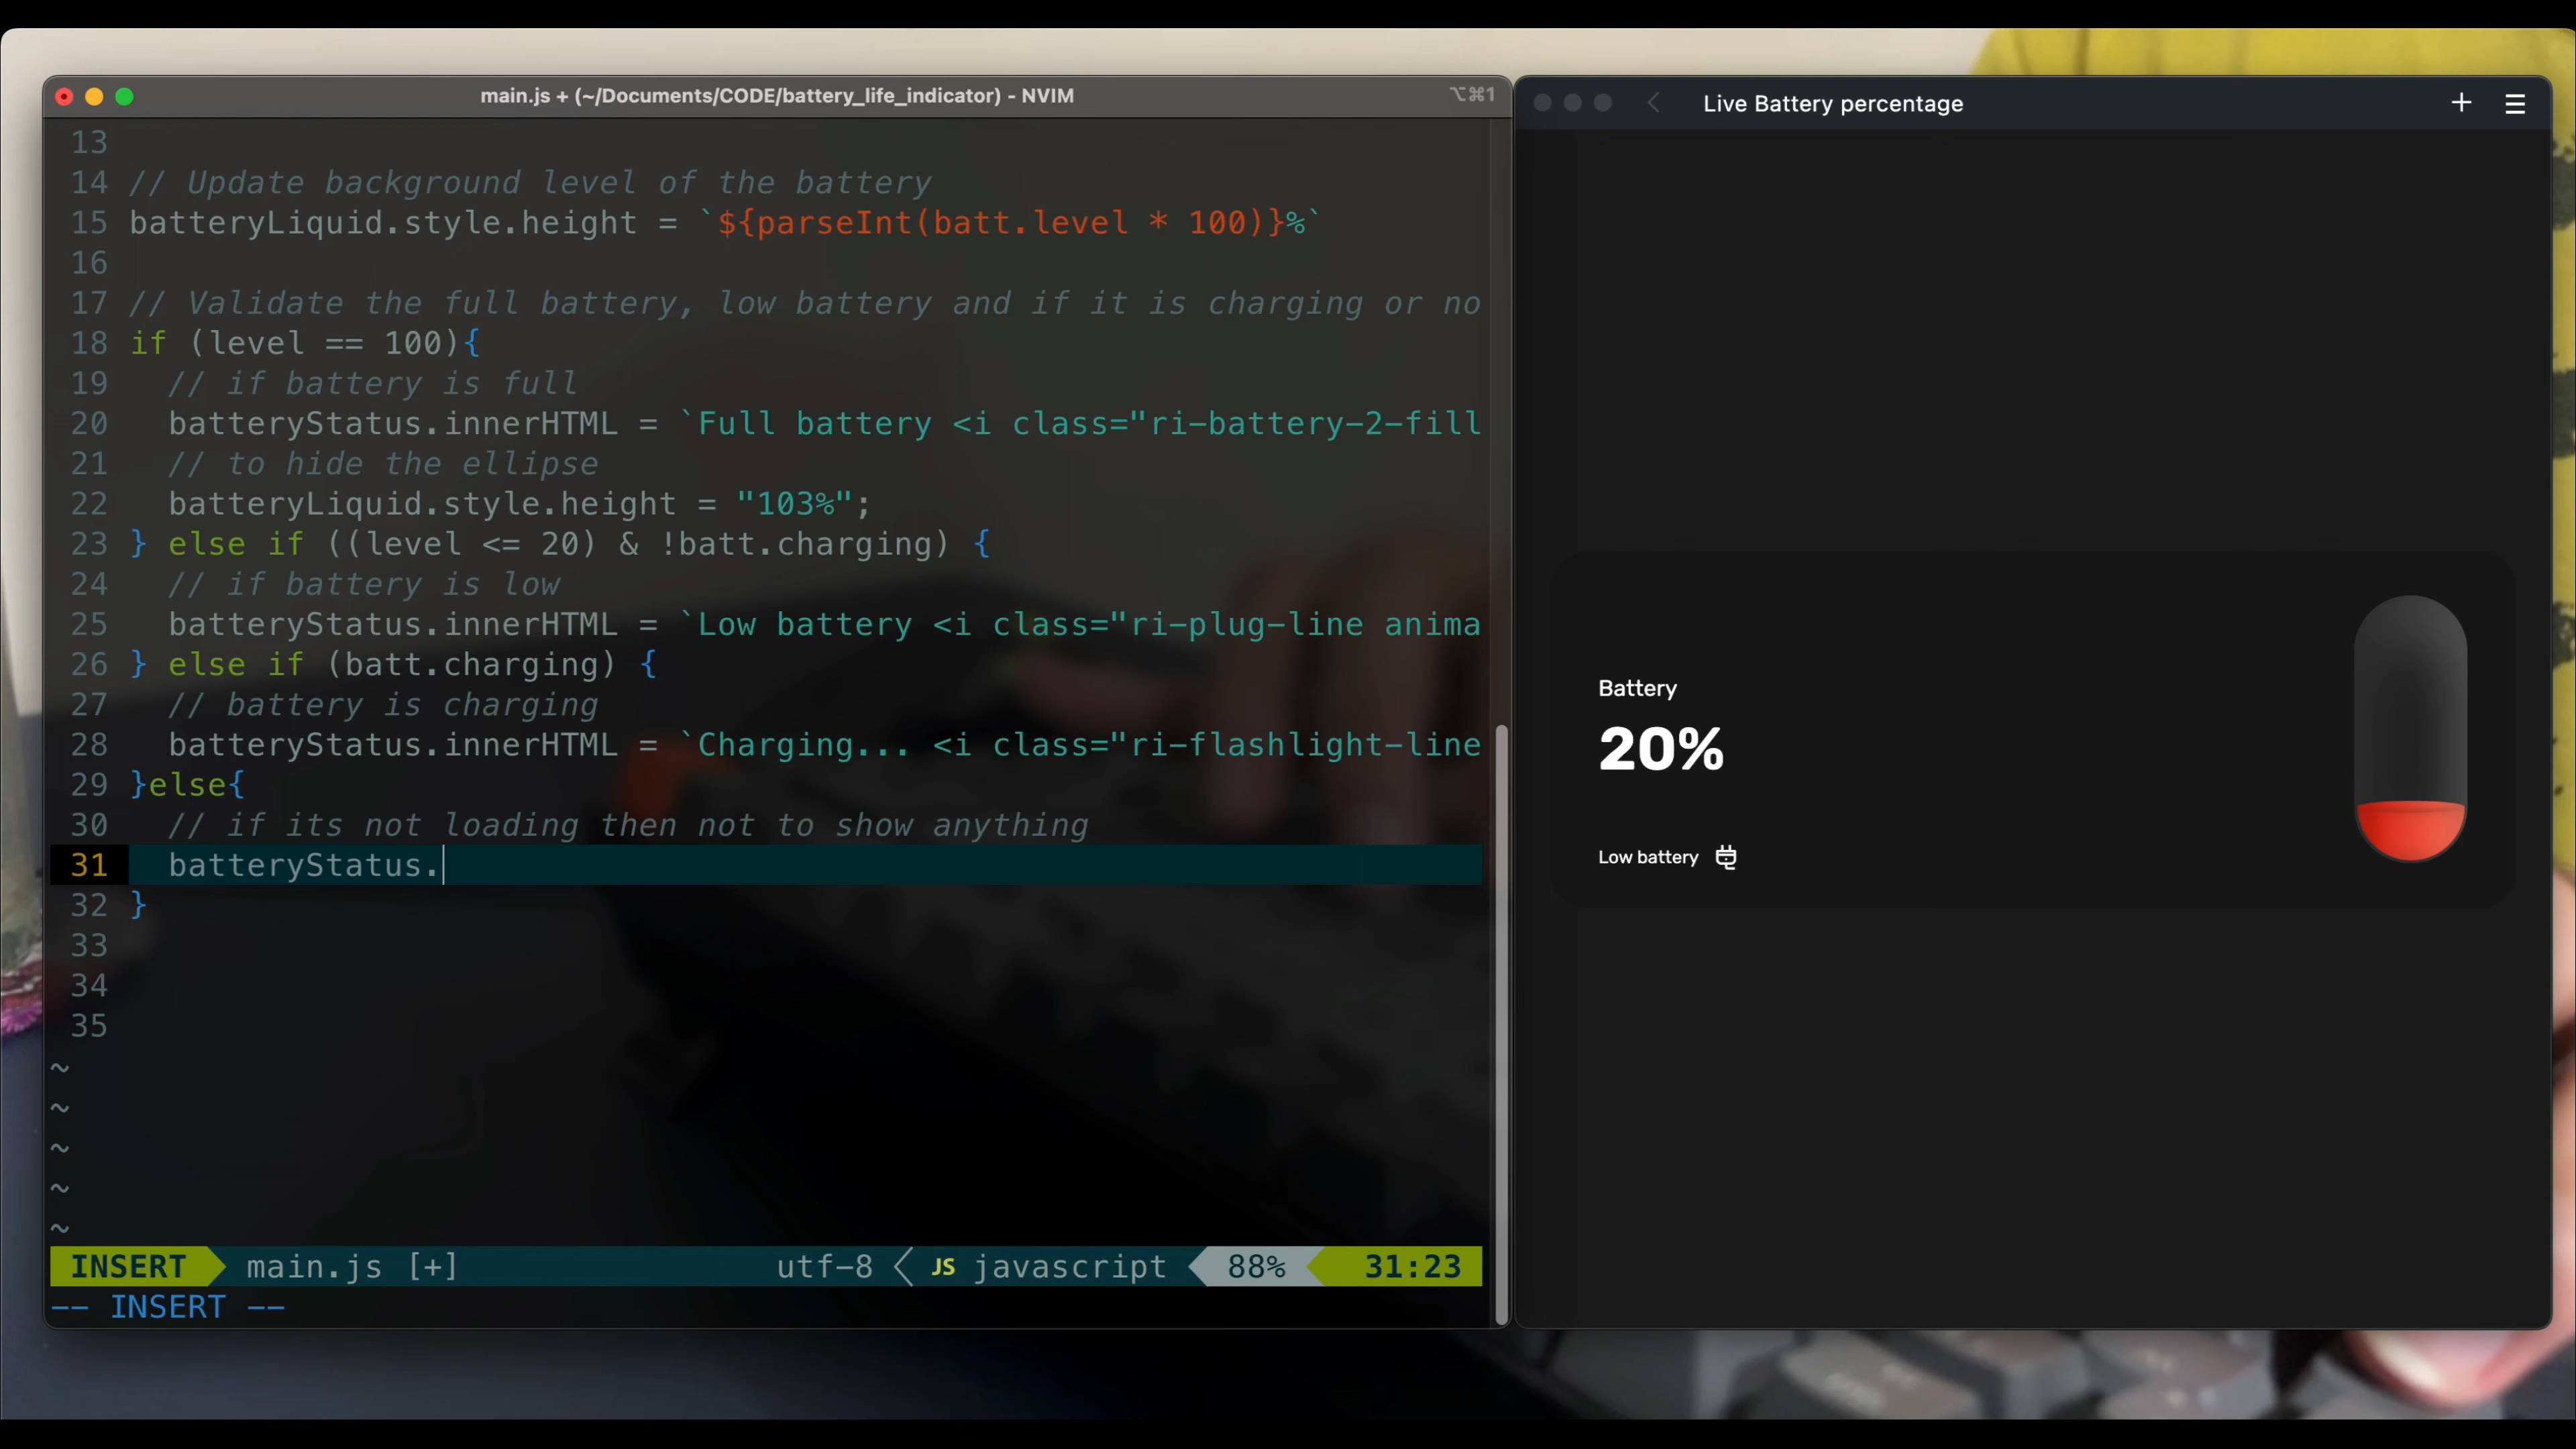 main.js + (~/Documents/CODE/battery_life_indicator) - NVIM
⌥⌘1
13
14 // Update background level of the battery
15 batteryLiquid.style.height = `${parseInt(batt.level * 100)}%`
16
17 // Validate the full battery, low battery and if it is charging or no
18 if (level == 100){
19   // if battery is full
20   batteryStatus.innerHTML = `Full battery <i class="ri-battery-2-fill
21   // to hide the ellipse
22   batteryLiquid.style.height = "103%";
23 } else if ((level <= 20) & !batt.charging) {
24   // if battery is low
25   batteryStatus.innerHTML = `Low battery <i class="ri-plug-line anima
26 } else if (batt.charging) {
27   // battery is charging
28   batteryStatus.innerHTML = `Charging... <i class="ri-flashlight-line
29 }else{
30   // if its not loading then not to show anything
31   batteryStatus.
32 }
33
34
35
~
~
~
~
~
INSERT main.js [+] utf-8 JS javascript 88% 31:23
-- INSERT --
Live Battery percentage
Battery
20%
Low battery